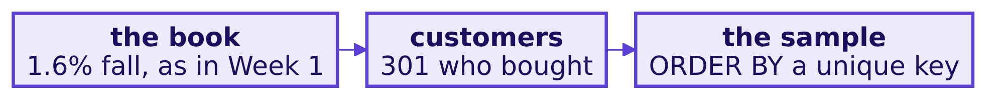 the book
1.6% fall, as in Week 1
customers
301 who bought
the sample
ORDER BY a unique key